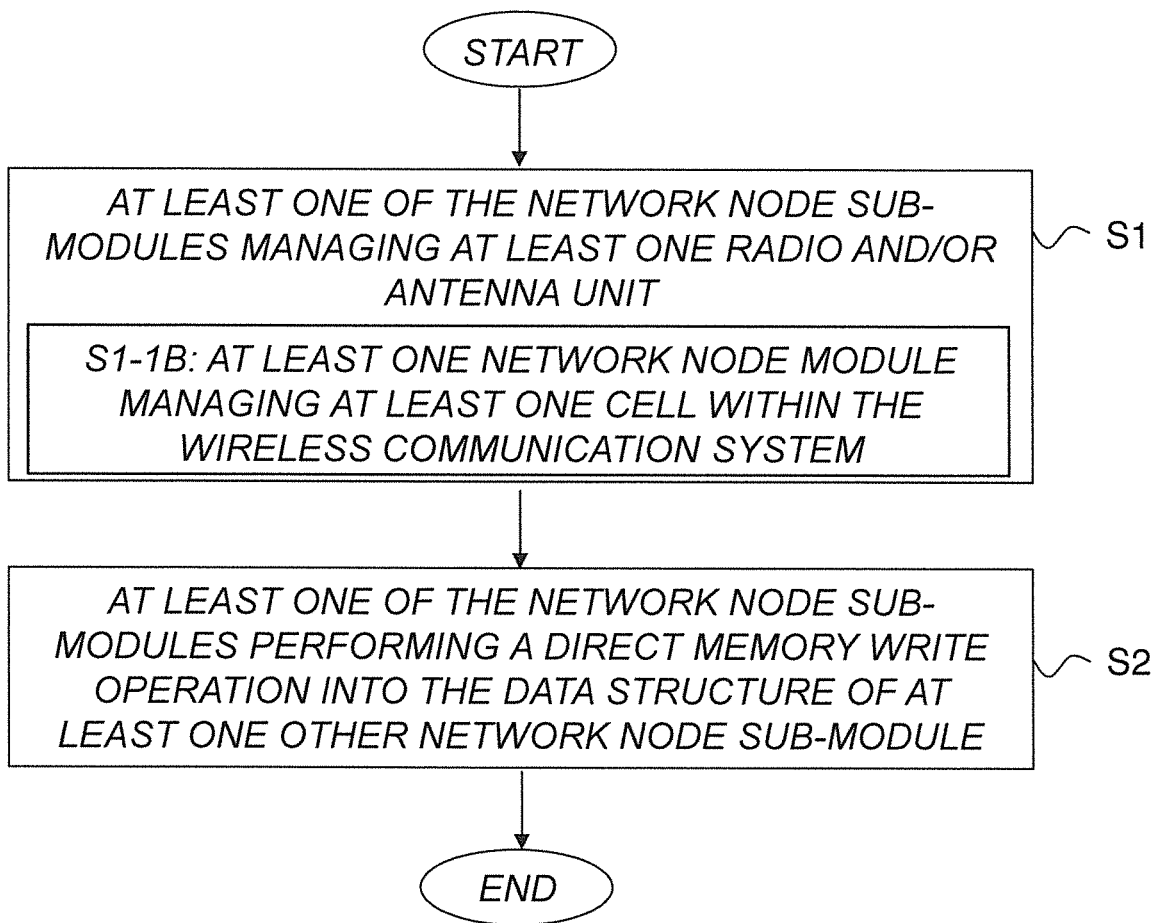 START
AT LEAST ONE OF THE NETWORK NODE SUB-
MODULES MANAGING AT LEAST ONE RADIO AND/OR
ANTENNA UNIT
S1
S1-1B: AT LEAST ONE NETWORK NODE MODULE
MANAGING AT LEAST ONE CELL WITHIN THE
WIRELESS COMMUNICATION SYSTEM
AT LEAST ONE OF THE NETWORK NODE SUB-
MODULES PERFORMING A DIRECT MEMORY WRITE
OPERATION INTO THE DATA STRUCTURE OF AT
LEAST ONE OTHER NETWORK NODE SUB-MODULE
S2
END